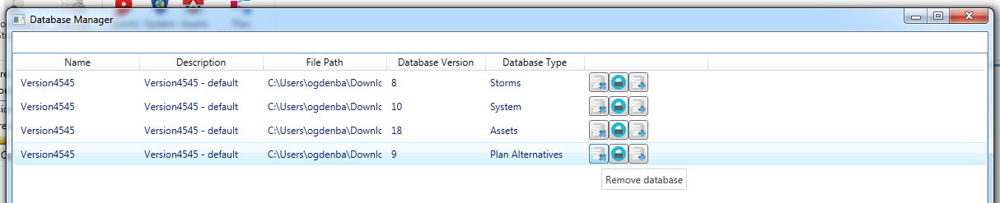 Database Manager
Name Description File Path Database Version Database Type
Version4545 Version4545 - default C:\Users\ogdenba\Downlc 8 Storms
Version4545 Version4545 - default C:\Users\ogdenba\Downlc 10 System
Version4545 Version4545 - default C:\Users\ogdenba\Downlc 18 Assets
Version4545 Version4545 - default C:\Users\ogdenba\Downlc 9 Plan Alternatives
Remove database